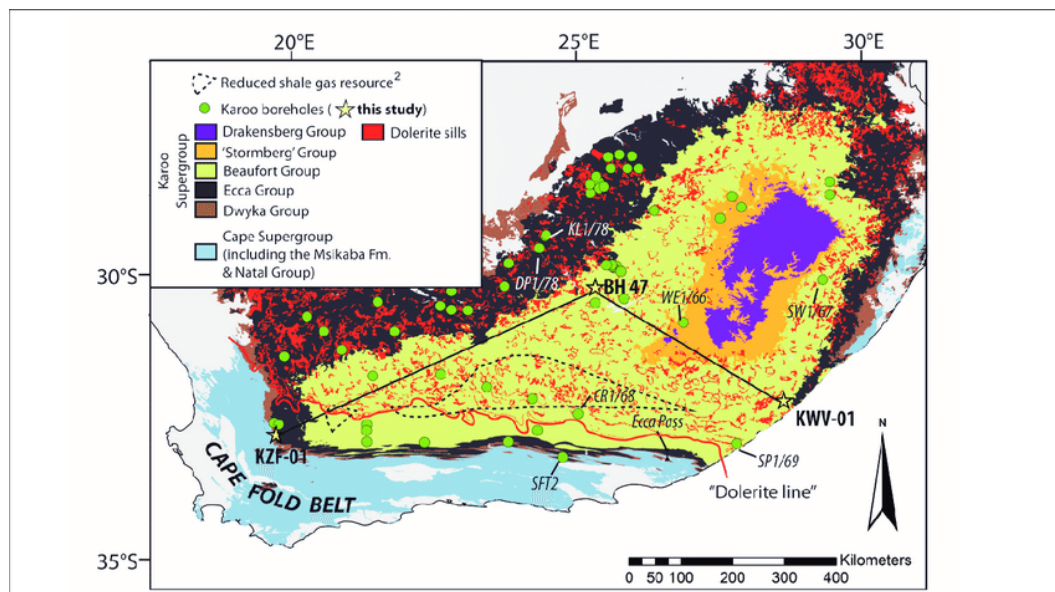 20°E
25°E
30°E
Reduced shale gas resource²
Karoo boreholes ( this study)
Drakensberg Group
Dolerite sills
'Stormberg' Group
Beaufort Group
Ecca Group
Dwyka Group
Karoo
Supergroup
Cape Supergroup
(including the Msikaba Fm.
& Natal Group)
30°S
35°S
KL1/78
DP1/78
BH 47
WE1/66
SW1/67
CR1/68
Ecca Pass
KWV-01
KZF-01
SP1/69
SFT2
"Dolerite line"
CAPE FOLD BELT
N
Kilometers
0 25 50 100 200 300 400